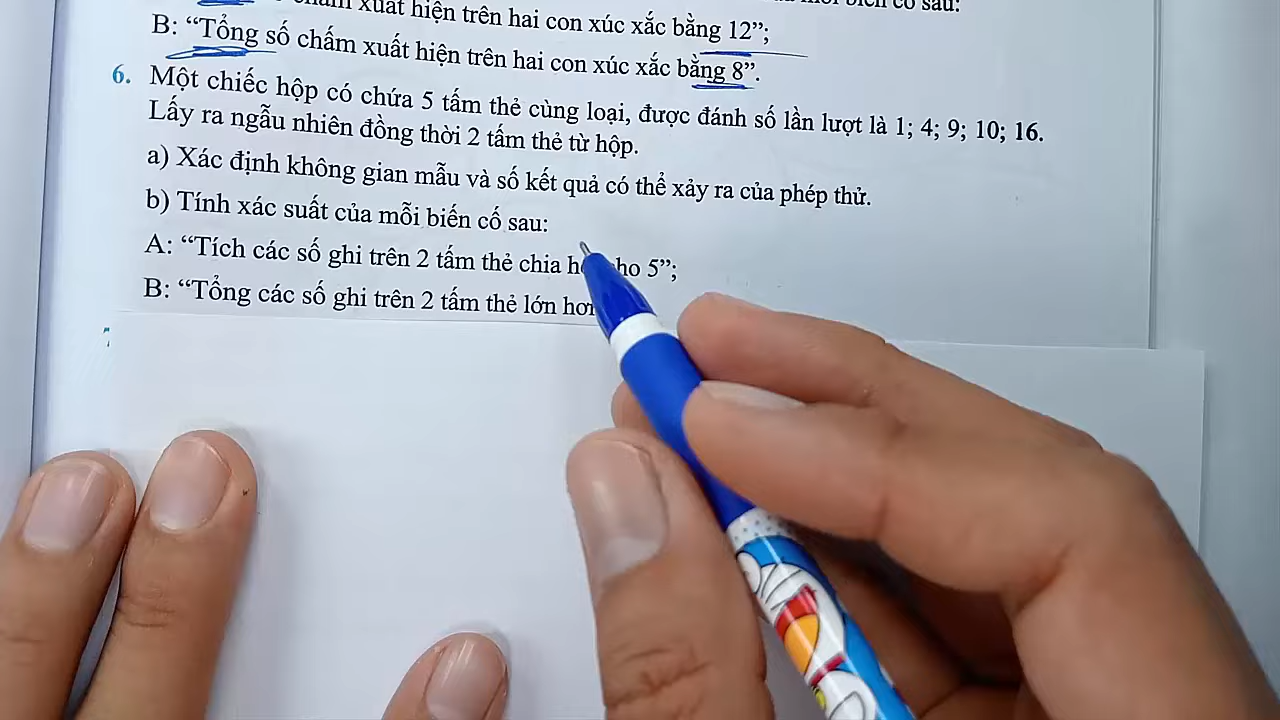 xuất hiện trên hai con xúc xắc bằng 12”;
B: “Tổng số chấm xuất hiện trên hai con xúc xắc bằng 8”.
6. Một chiếc hộp có chứa 5 tấm thẻ cùng loại, được đánh số lần lượt là 1; 4; 9; 10; 16.
Lấy ra ngẫu nhiên đồng thời 2 tấm thẻ từ hộp.
a) Xác định không gian mẫu và số kết quả có thể xảy ra của phép thử.
b) Tính xác suất của mỗi biến cố sau:
A: “Tích các số ghi trên 2 tấm thẻ chia 5”;
B: “Tổng các số ghi trên 2 tấm thẻ lớn